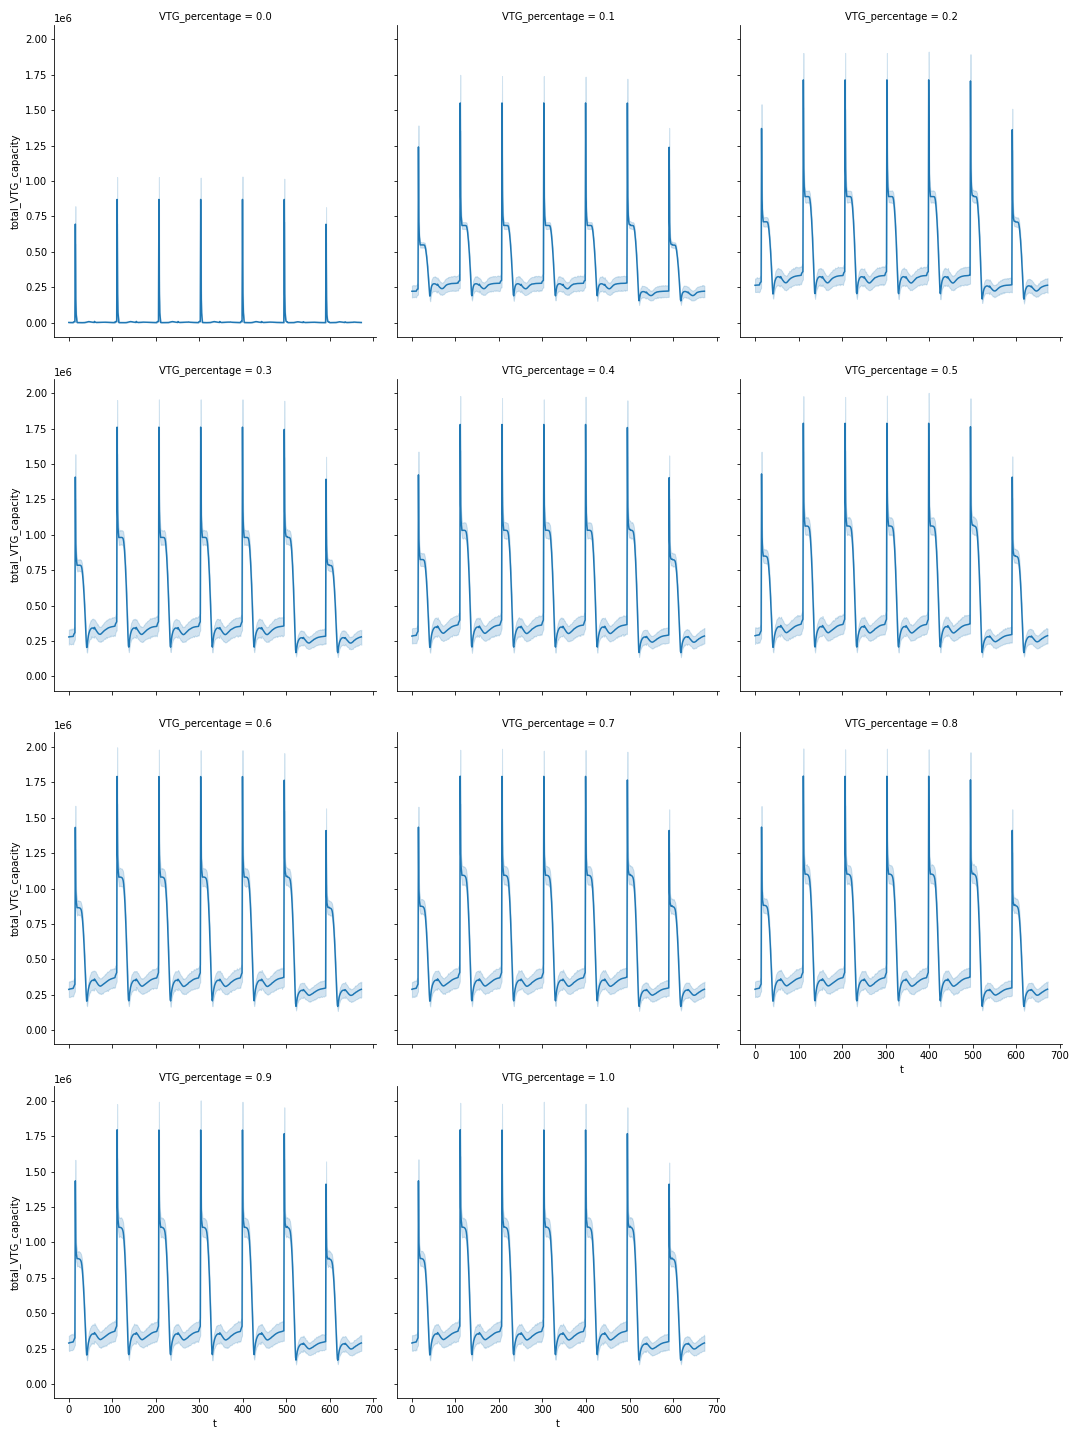 VTG_percentage = 0.0 VTG_percentage = 0.1 VTG_percentage = 0.2
1e6
2.00
1.75
1.50
1.25
1.00
0.75
0.50
0.25
0.00
total_VTG_capacity
VTG_percentage = 0.3 VTG_percentage = 0.4 VTG_percentage = 0.5
1e6
2.00
1.75
1.50
1.25
1.00
0.75
0.50
0.25
0.00
total_VTG_capacity
VTG_percentage = 0.6 VTG_percentage = 0.7 VTG_percentage = 0.8
1e6
2.00
1.75
1.50
1.25
1.00
0.75
0.50
0.25
0.00
total_VTG_capacity
0 100 200 300 400 500 600 700
t
VTG_percentage = 0.9 VTG_percentage = 1.0
1e6
2.00
1.75
1.50
1.25
1.00
0.75
0.50
0.25
0.00
total_VTG_capacity
0 100 200 300 400 500 600 700 0 100 200 300 400 500 600 700
t t